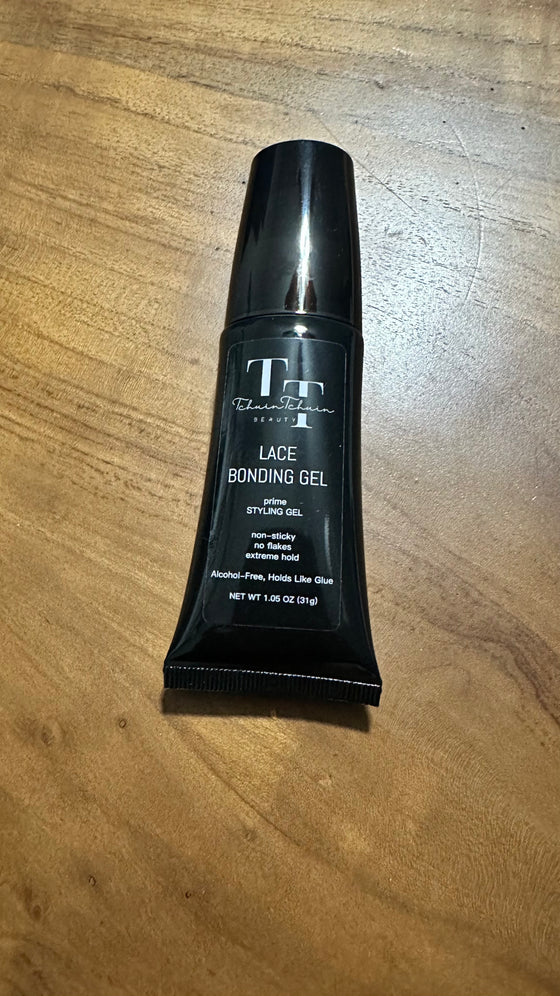 TT
TchuinTchuin
BEAUTY
LACE
BONDING GEL
prime
STYLING GEL
non-sticky
no flakes
extreme hold
Alcohol-Free, Holds Like Glue
NET WT 1.05 OZ (31g)